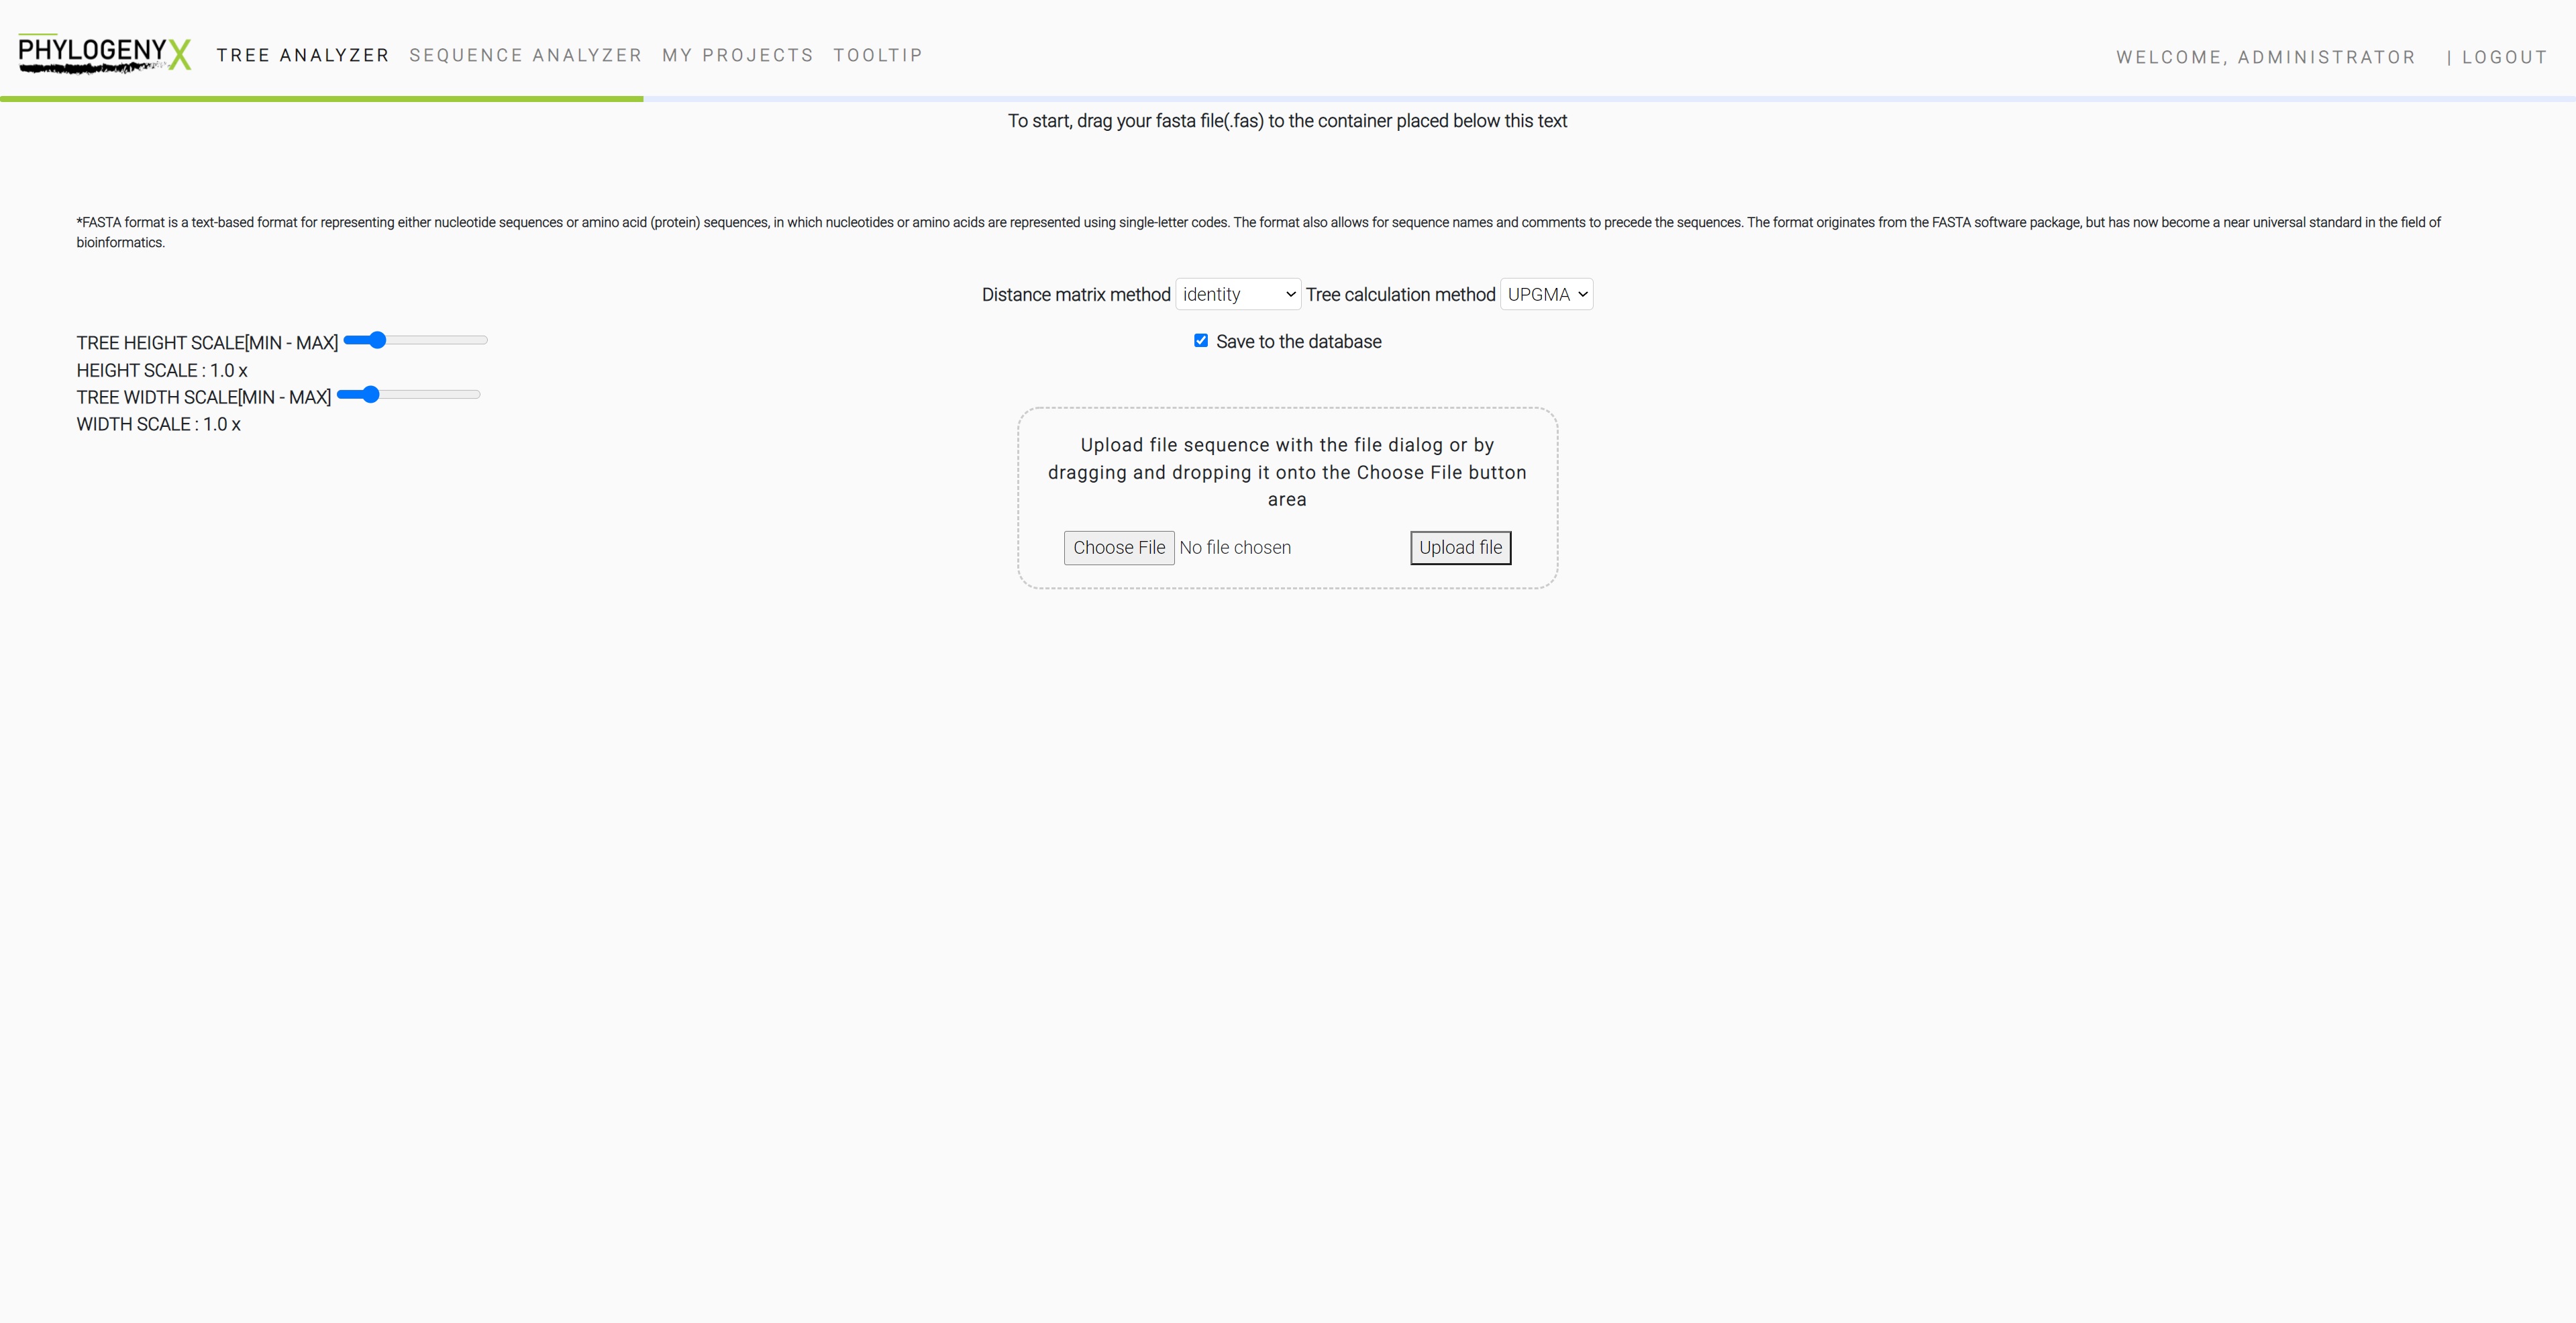 PHYLOGENYX TREE ANALYZER SEQUENCE ANALYZER MY PROJECTS TOOLTIP WELCOME, ADMINISTRATOR | LOGOUT
To start, drag your fasta file(.fas) to the container placed below this text
*FASTA format is a text-based format for representing either nucleotide sequences or amino acid (protein) sequences, in which nucleotides or amino acids are represented using single-letter codes. The format also allows for sequence names and comments to precede the sequences. The format originates from the FASTA software package, but has now become a near universal standard in the field of
bioinformatics.
Distance matrix method identity Tree calculation method UPGMA
TREE HEIGHT SCALE[MIN - MAX]
HEIGHT SCALE : 1.0 x
TREE WIDTH SCALE[MIN - MAX]
WIDTH SCALE : 1.0 x
Save to the database
Upload file sequence with the file dialog or by
dragging and dropping it onto the Choose File button
area
Choose File No file chosen Upload file